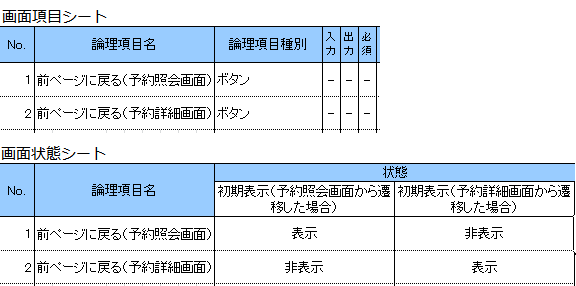 画面項目シート
No. 論理項目名 論理項目種別 入力 出力 必須
1 前ページに戻る(予約照会画面) ボタン - - -
2 前ページに戻る(予約詳細画面) ボタン - - -
画面状態シート
No. 論理項目名 状態
初期表示(予約照会画面から遷移した場合) 初期表示(予約詳細画面から遷移した場合)
1 前ページに戻る(予約照会画面) 表示 非表示
2 前ページに戻る(予約詳細画面) 非表示 表示